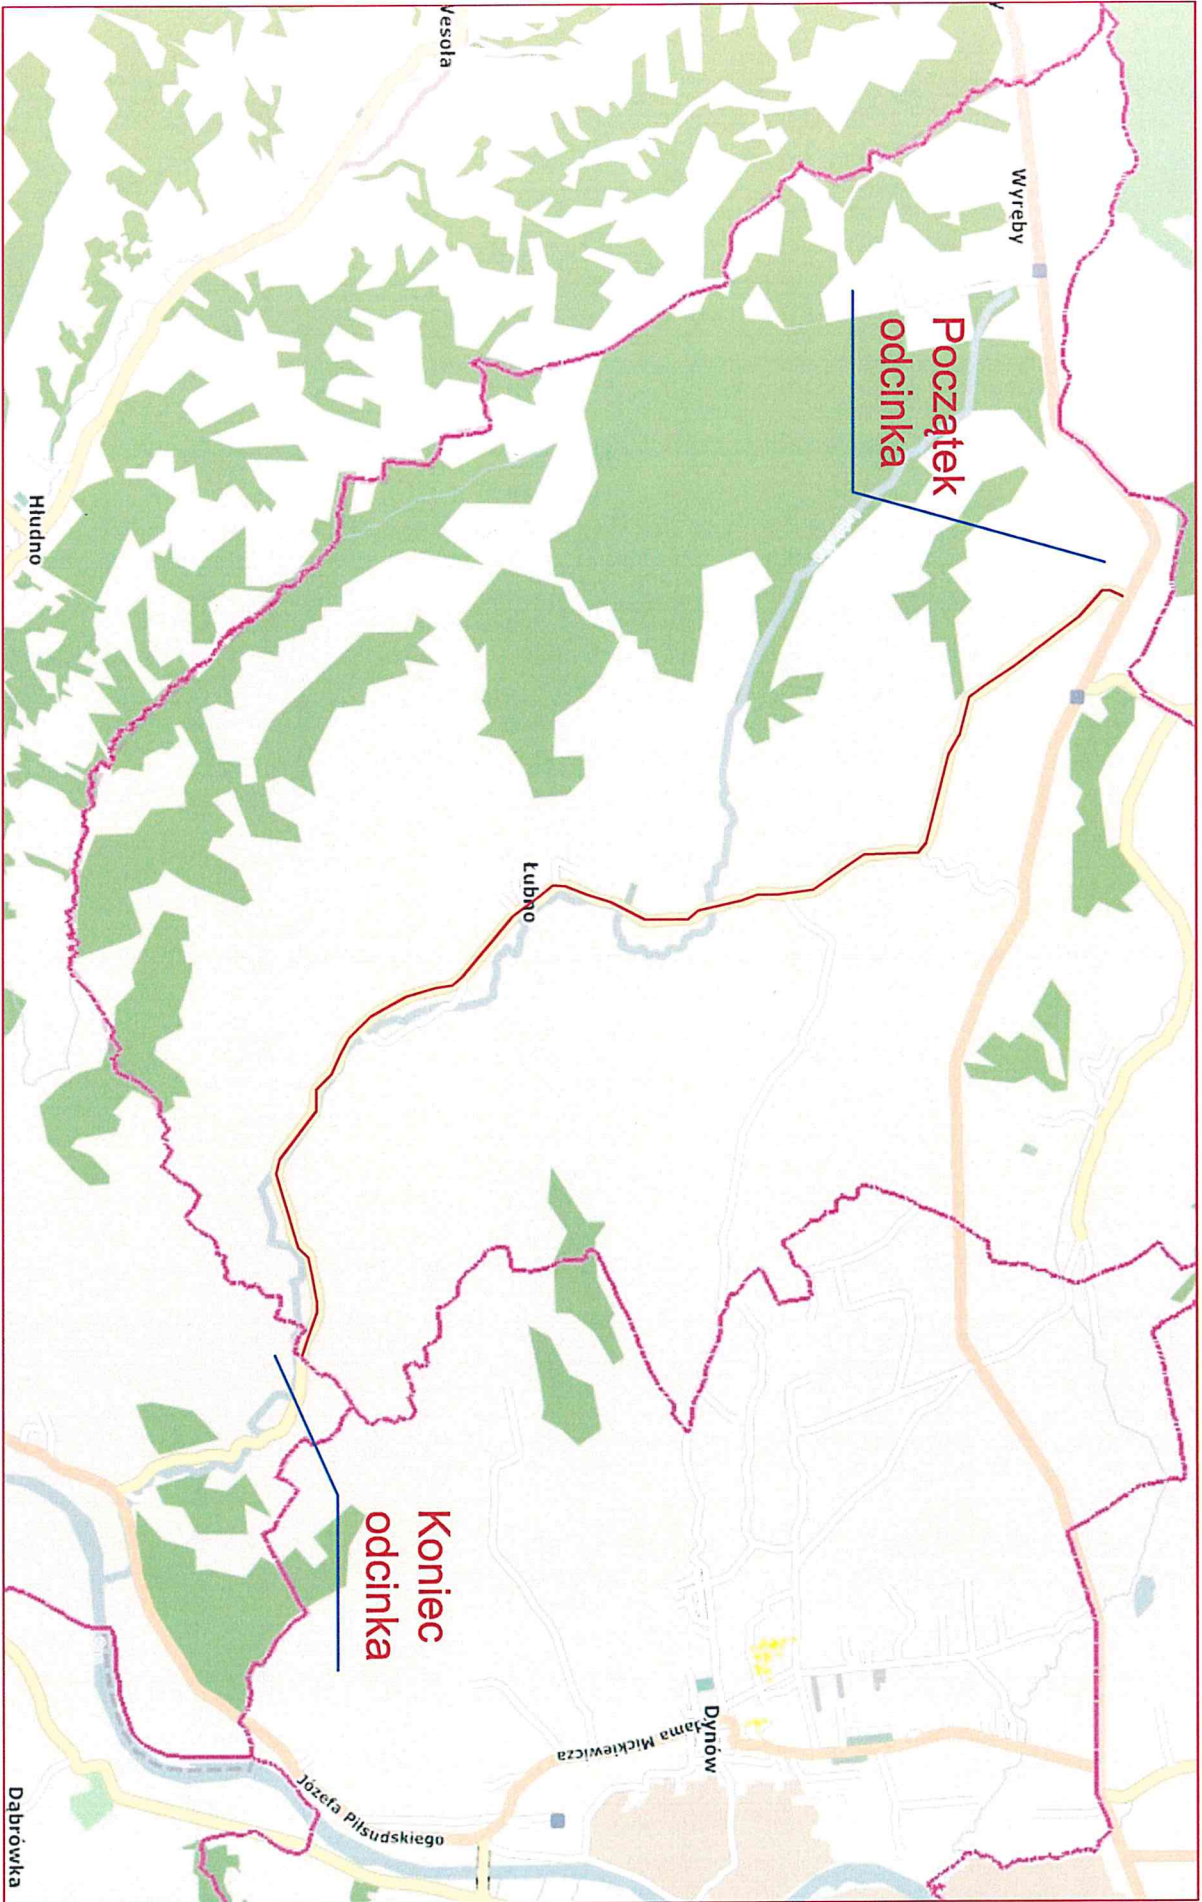 Wesoła
Wyręby
Początek
odcinka
Hłudno
Łubno
Koniec
odcinka
Dynów
Adama Mickiewicza
Józefa Piłsudskiego
Dąbrówka